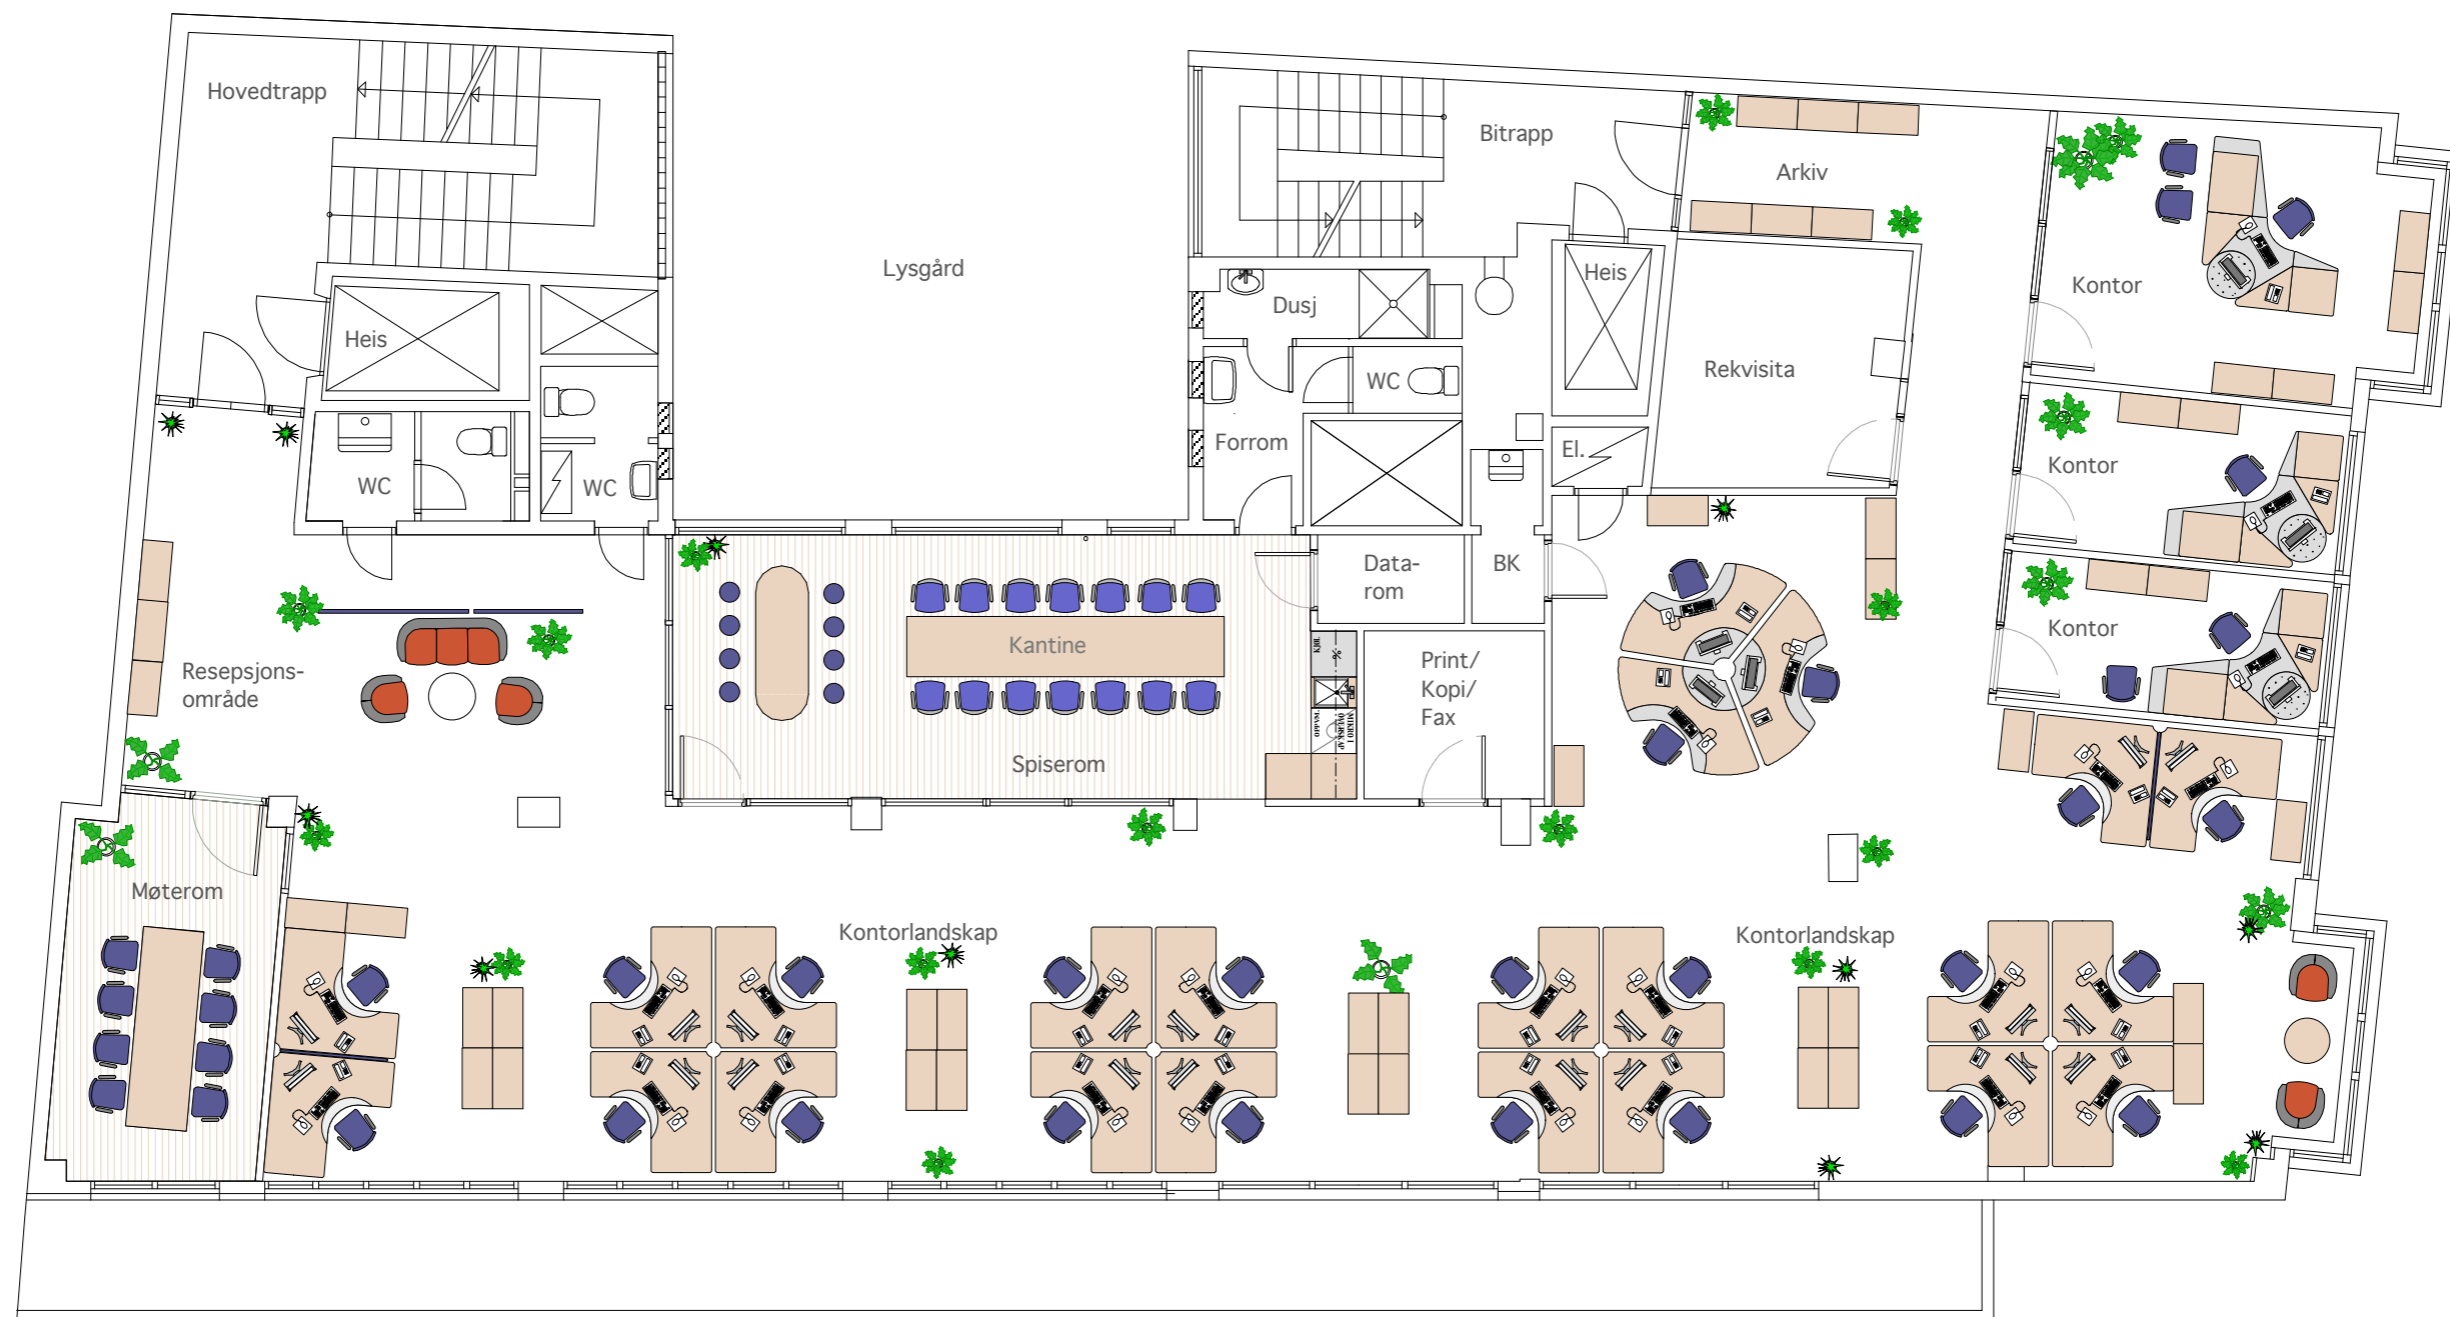 Hovedtrapp
Bitrapp
Arkiv
Lysgård
Heis
Kontor
Dusj
Heis
Rekvisita
WC
Forrom
El.
Kontor
WC
WC
Data-
rom
BK
Kontor
Kantine
Resepsjons-
område
Print/
Kopi/
Fax
KJØL
Spiserom
Møterom
Kontorlandskap
Kontorlandskap